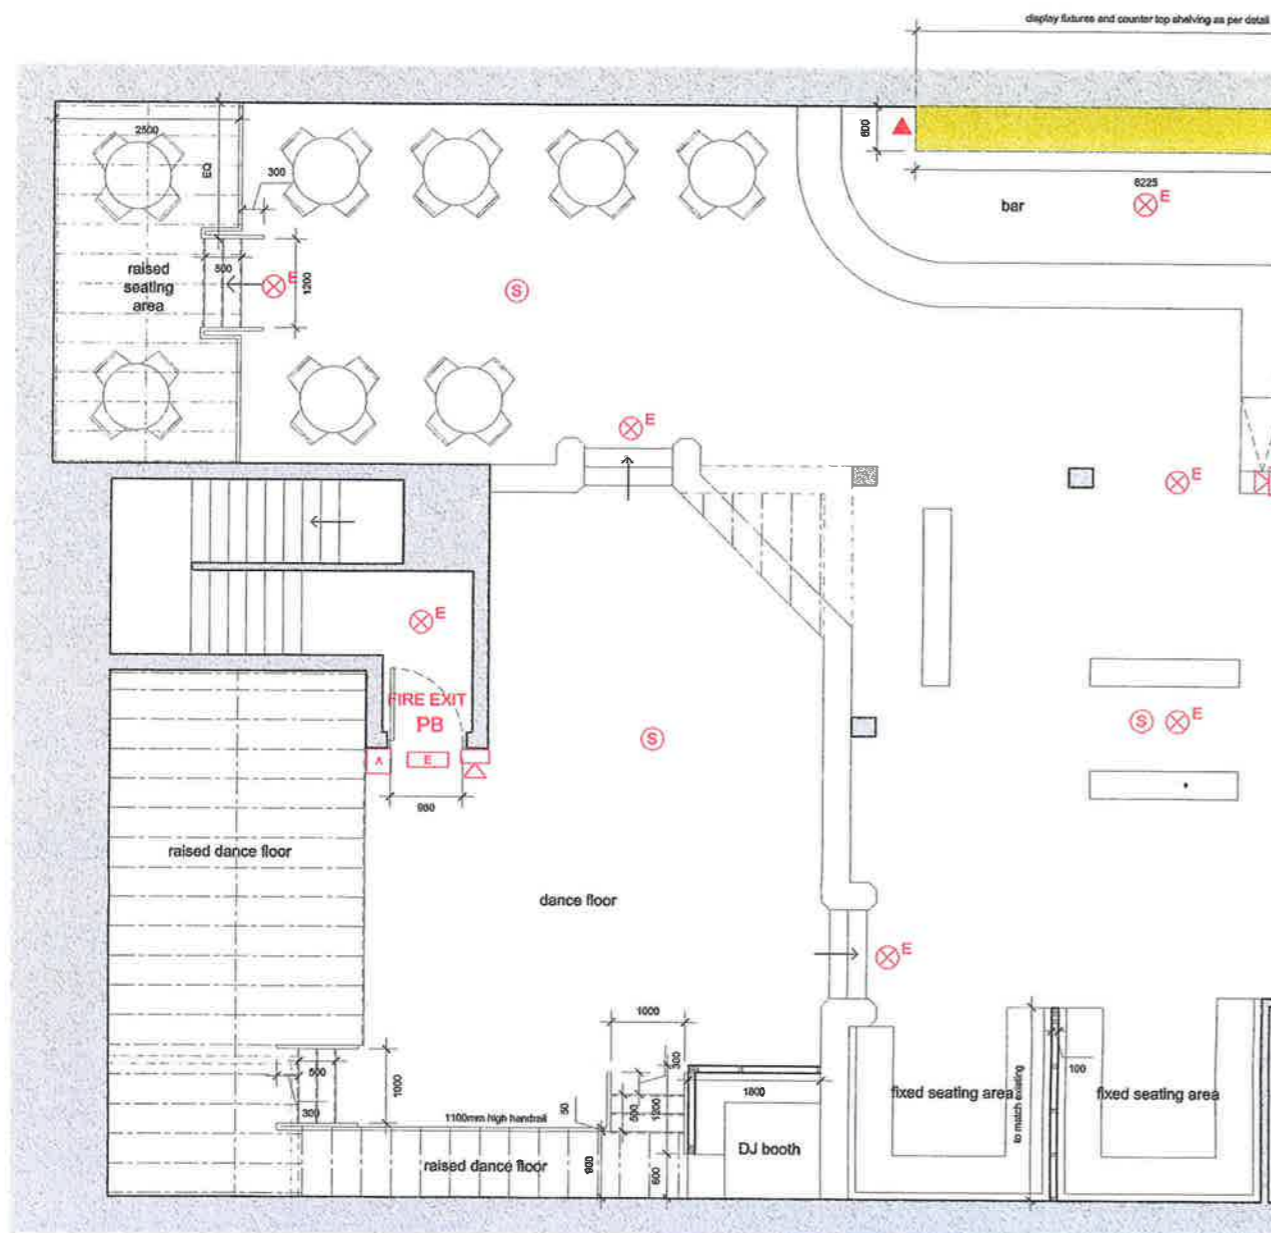 display fixtures and counter top shelving as per detail
2500
EQ
300
600
6225
bar
E
raised
seating
area
500
E
1200
S
E
E
E
FIRE EXIT
PB
A
E
S
S
E
raised dance floor
dance floor
E
1000
300
500
1000
300
1100mm high handrail
50
500
1200
1800
to match existing
100
fixed seating area
fixed seating area
raised dance floor
900
600
DJ booth